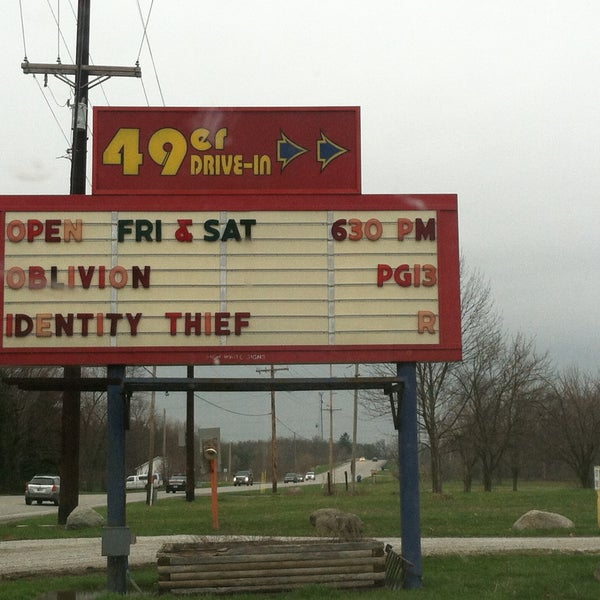 49er
DRIVE-IN
OPEN FRI & SAT 630 PM
OBLIVION PG13
IDENTITY THIEF R